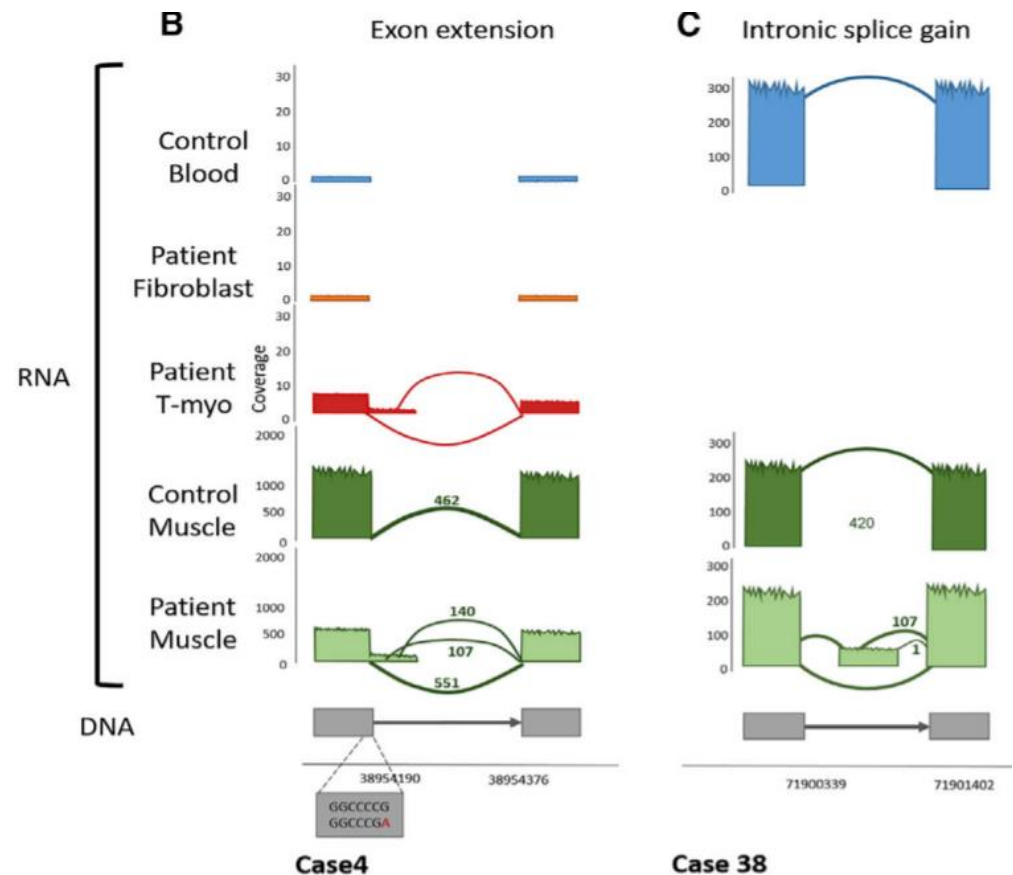 B
Exon extension
C
Intronic splice gain
RNA
Control
Blood
30
20
10
0
300
200
100
0
Patient
Fibroblast
30
20
10
0
Patient
T-myo
Coverage
30
20
10
0
Control
Muscle
2000
1000
500
0
462
300
200
100
0
420
Patient
Muscle
2000
1000
500
0
140
107
551
300
200
100
0
107
1
DNA
38954190
38954376
71900339
71901402
GGCCCCG
GGCCCGA
Case4
Case 38